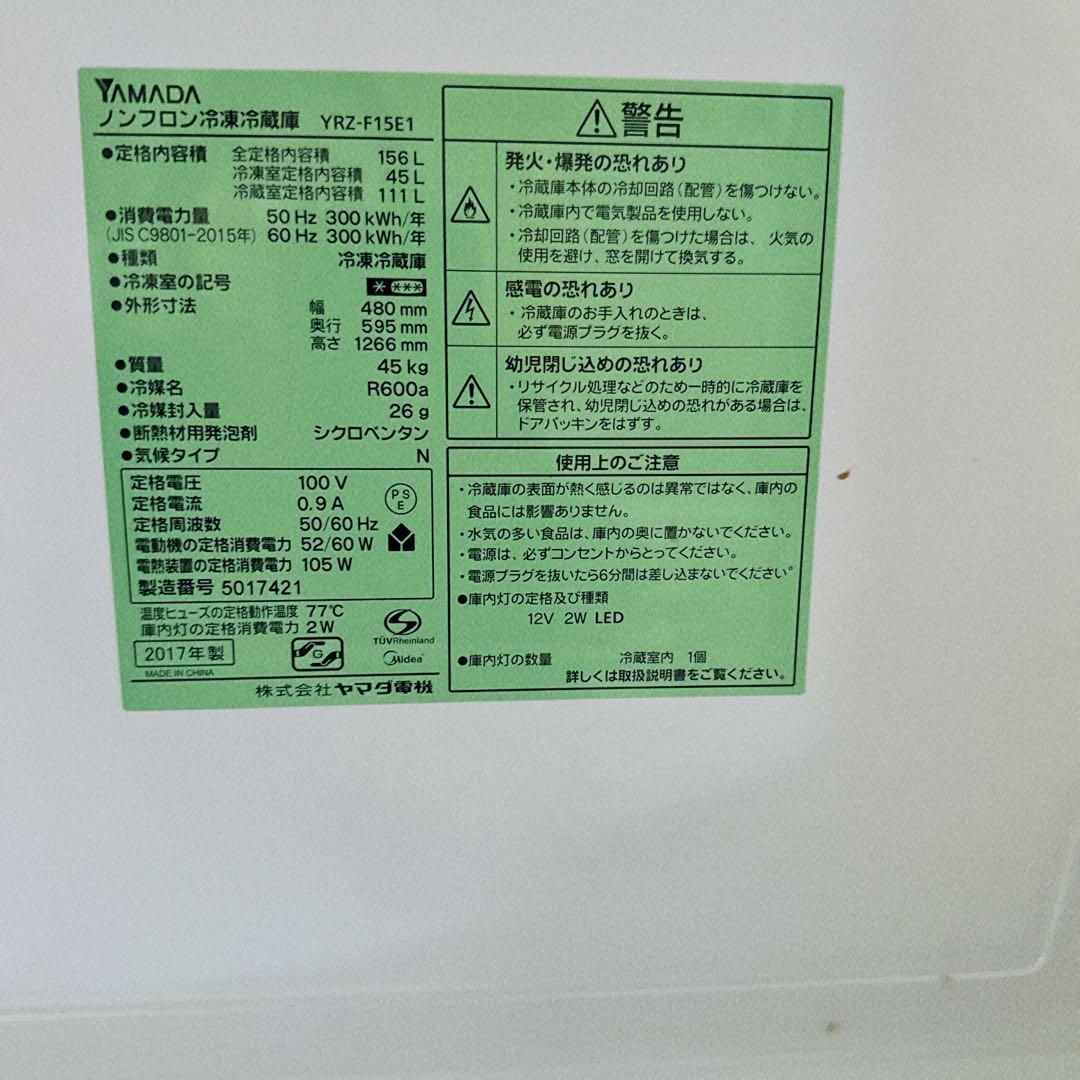 YAMADA
ノンフロン冷凍冷蔵庫 YRZ-F15E1
●定格内容積 全定格内容積 156 L
冷凍室定格内容積 45 L
冷蔵室定格内容積 111 L
●消費電力量 50 Hz 300 kWh/年
(JIS C9801-2015年) 60 Hz 300 kWh/年
●種類 冷凍冷蔵庫
●冷凍室の記号 * ***
●外形寸法 幅 480 mm
奥行 595 mm
高さ 1266 mm
●質量 45 kg
●冷媒名 R600a
●冷媒封入量 26 g
●断熱材用発泡剤 シクロペンタン
●気候タイプ N
定格電圧 100 V
定格電流 0.9 A
定格周波数 50/60 Hz
電動機の定格消費電力 52/60 W
電熱装置の定格消費電力 105 W
製造番号 5017421
PS
E
温度ヒューズの定格動作温度 77℃
庫内灯の定格消費電力 2W
2017年製
MADE IN CHINA
G
TÜVRheinland
Midea
株式会社ヤマダ電機
警告
発火・爆発の恐れあり
・冷蔵庫本体の冷却回路（配管）を傷つけない。
・冷蔵庫内で電気製品を使用しない。
・冷却回路（配管）を傷つけた場合は、火気の
使用を避け、窓を開けて換気する。
感電の恐れあり
・冷蔵庫のお手入れのときは、
必ず電源プラグを抜く。
幼児閉じ込めの恐れあり
・リサイクル処理などのため一時的に冷蔵庫を
保管され、幼児閉じ込めの恐れがある場合は、
ドアパッキンをはずす。
使用上のご注意
・冷蔵庫の表面が熱く感じるのは異常ではなく、庫内の
食品には影響ありません。
・水気の多い食品は、庫内の奥に置かないでください。
・電源は、必ずコンセントからとってください。
・電源プラグを抜いたら6分間は差し込まないでください。
●庫内灯の定格及び種類
12V 2W LED
●庫内灯の数量 冷蔵室内 1個
詳しくは取扱説明書をご覧ください。